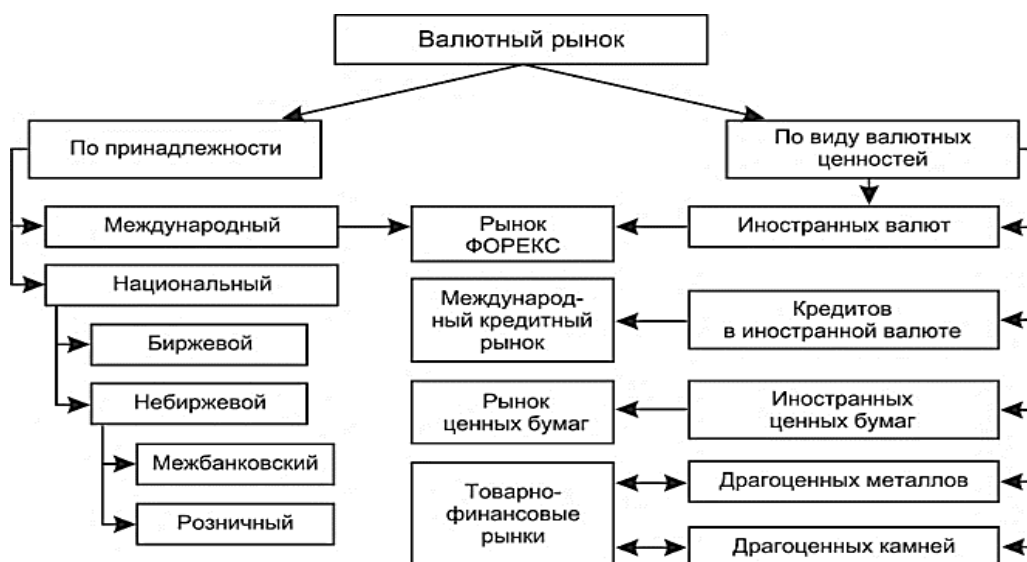 Валютный рынок
По принадлежности
По виду валютных
ценностей
Международный
Рынок
ФОРЕКС
Иностранных валют
Национальный
Международ-
ный кредитный
рынок
Кредитов
в иностранной валюте
Биржевой
Небиржевой
Рынок
ценных бумаг
Иностранных
ценных бумаг
Межбанковский
Розничный
Товарно-
финансовые
рынки
Драгоценных металлов
Драгоценных камней